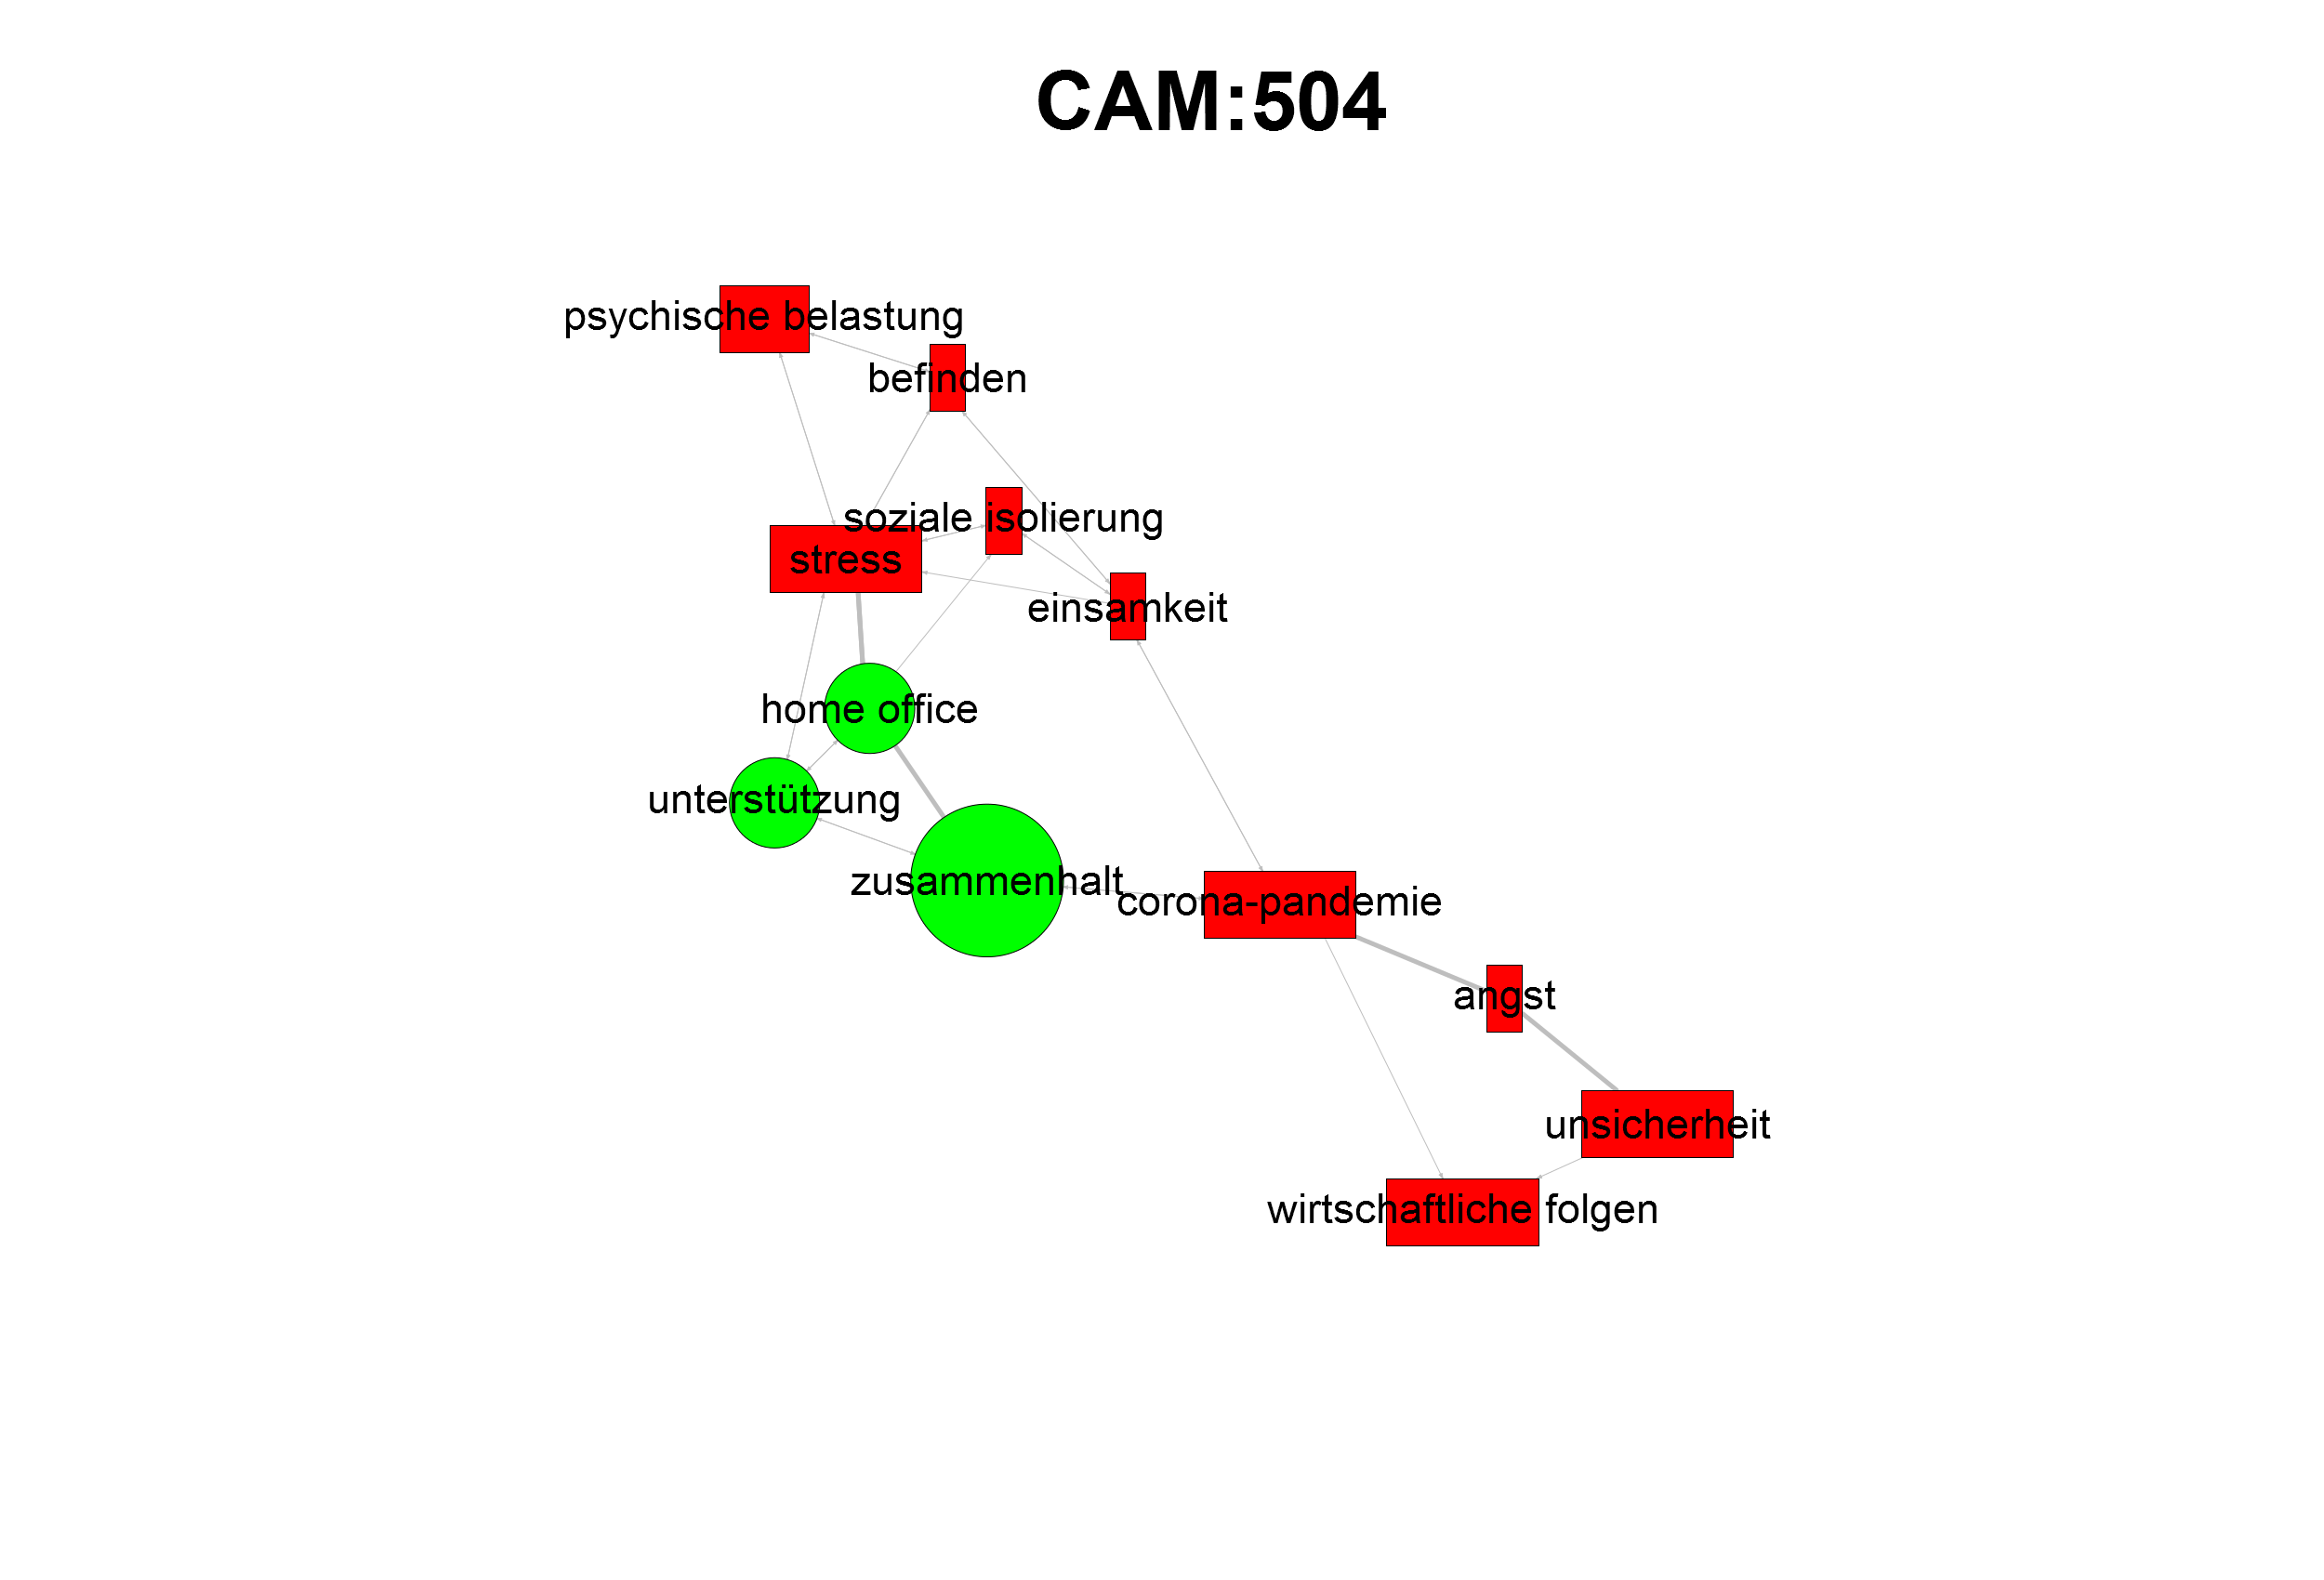 CAM:504
psychische belastung
befinden
soziale isolierung
stress
einsamkeit
home office
unterstützung
zusammenhalt
corona-pandemie
angst
unsicherheit
wirtschaftliche folgen